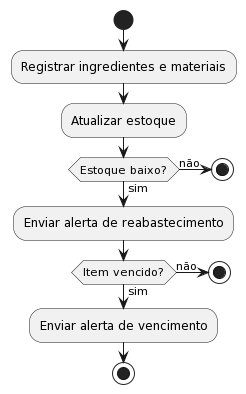 Registrar ingredientes e materiais
Atualizar estoque
Estoque baixo?
não
sim
Enviar alerta de reabastecimento
Item vencido?
não
sim
Enviar alerta de vencimento